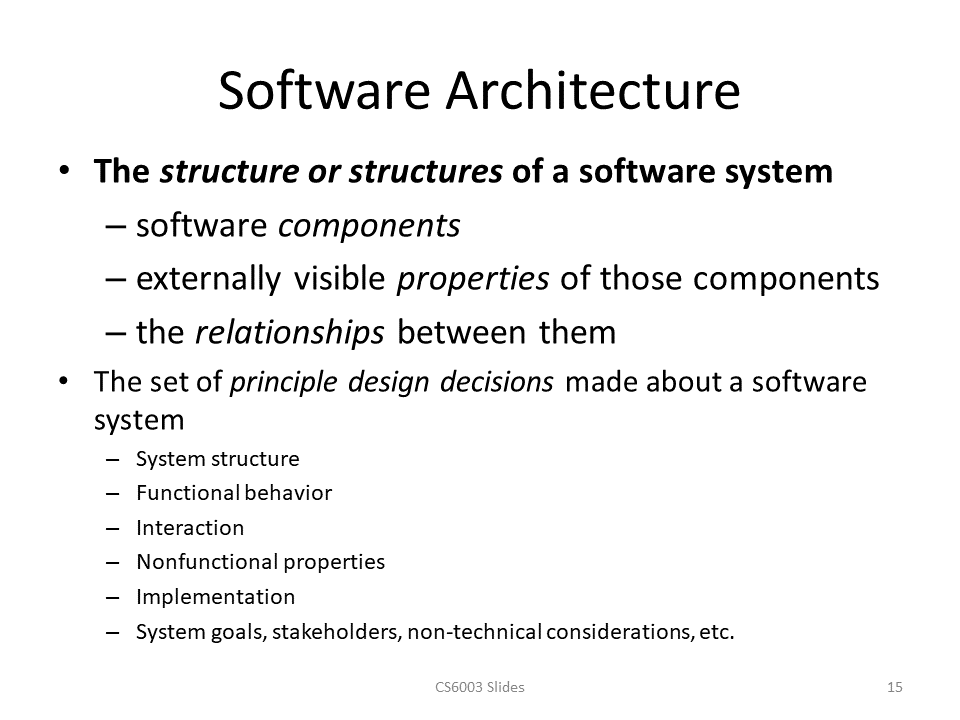 Software Architecture
• The structure or structures of a software system
– software components
– externally visible properties of those components
– the relationships between them
• The set of principle design decisions made about a software
system
– System structure
– Functional behavior
– Interaction
– Nonfunctional properties
– Implementation
– System goals, stakeholders, non-technical considerations, etc.
CS6003 Slides
15